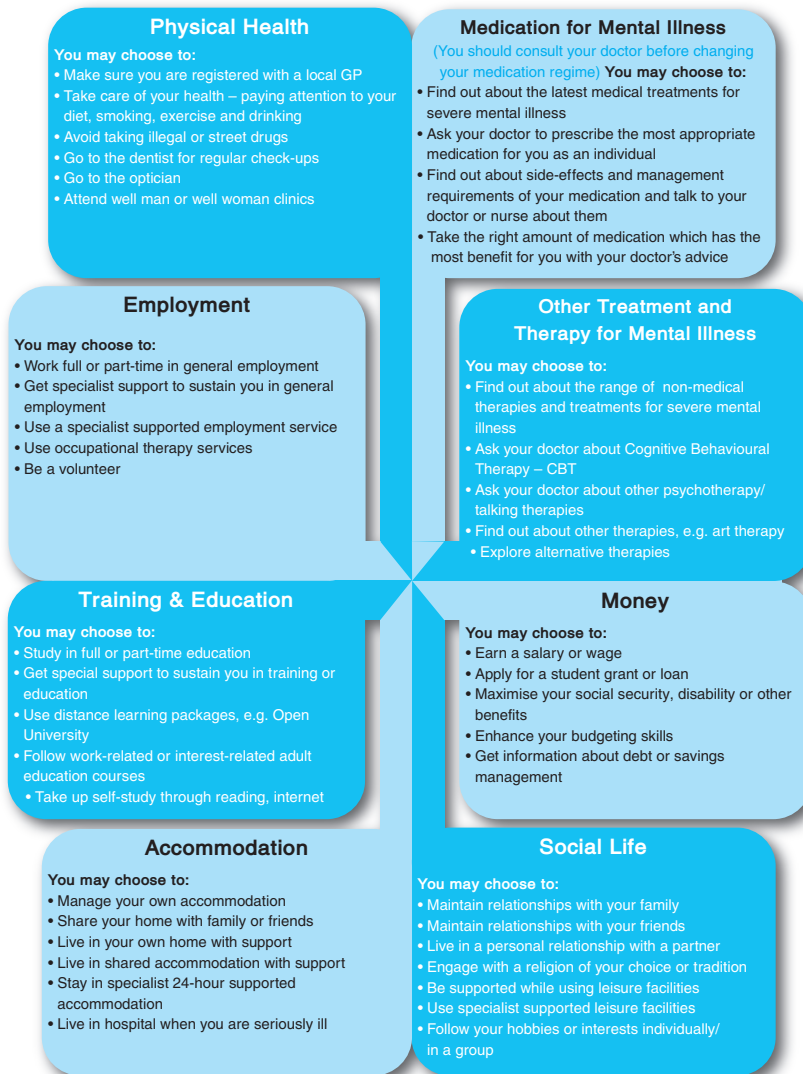 Physical Health
You may choose to:
• Make sure you are registered with a local GP
• Take care of your health – paying attention to your
diet, smoking, exercise and drinking
• Avoid taking illegal or street drugs
• Go to the dentist for regular check-ups
• Go to the optician
• Attend well man or well woman clinics
Medication for Mental Illness
(You should consult your doctor before changing
your medication regime) You may choose to:
• Find out about the latest medical treatments for
severe mental illness
• Ask your doctor to prescribe the most appropriate
medication for you as an individual
• Find out about side-effects and management
requirements of your medication and talk to your
doctor or nurse about them
• Take the right amount of medication which has the
most benefit for you with your doctor's advice
Employment
You may choose to:
• Work full or part-time in general employment
• Get specialist support to sustain you in general
employment
• Use a specialist supported employment service
• Use occupational therapy services
• Be a volunteer
Other Treatment and
Therapy for Mental Illness
You may choose to:
• Find out about the range of non-medical
therapies and treatments for severe mental
illness
• Ask your doctor about Cognitive Behavioural
Therapy – CBT
• Ask your doctor about other psychotherapy/
talking therapies
• Find out about other therapies, e.g. art therapy
• Explore alternative therapies
Training & Education
You may choose to:
• Study in full or part-time education
• Get special support to sustain you in training or
education
• Use distance learning packages, e.g. Open
University
• Follow work-related or interest-related adult
education courses
• Take up self-study through reading, internet
Money
You may choose to:
• Earn a salary or wage
• Apply for a student grant or loan
• Maximise your social security, disability or other
benefits
• Enhance your budgeting skills
• Get information about debt or savings
management
Accommodation
You may choose to:
• Manage your own accommodation
• Share your home with family or friends
• Live in your own home with support
• Live in shared accommodation with support
• Stay in specialist 24-hour supported
accommodation
• Live in hospital when you are seriously ill
Social Life
You may choose to:
• Maintain relationships with your family
• Maintain relationships with your friends
• Live in a personal relationship with a partner
• Engage with a religion of your choice or tradition
• Be supported while using leisure facilities
• Use specialist supported leisure facilities
• Follow your hobbies or interests individually/
in a group